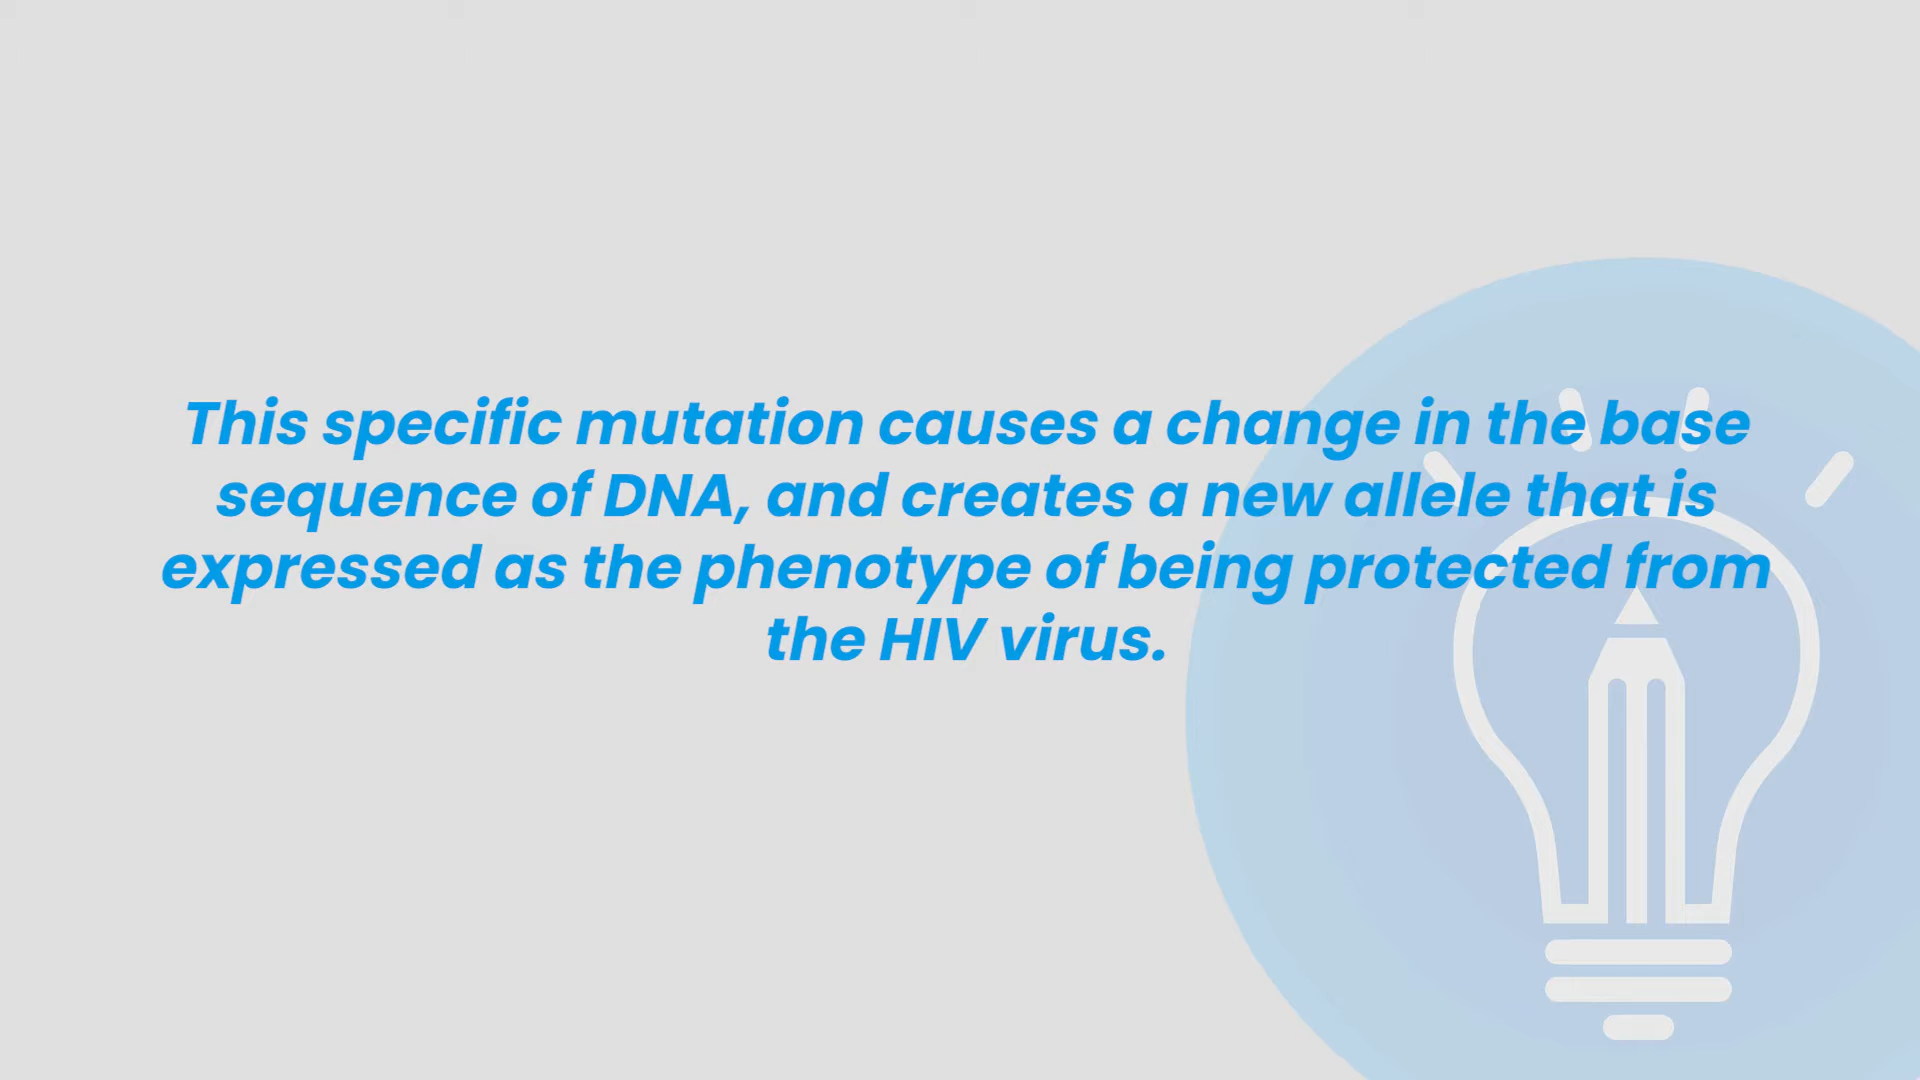 This specific mutation causes a change in the base
sequence of DNA, and creates a new allele that is
expressed as the phenotype of being protected from
the HIV virus.